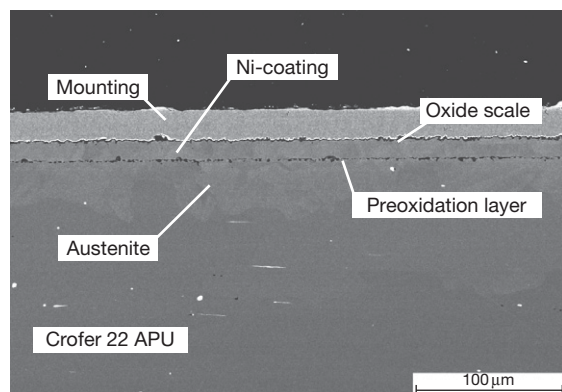 Ni-coating
Mounting
Oxide scale
Preoxidation layer
Austenite
Crofer 22 APU
100 μm